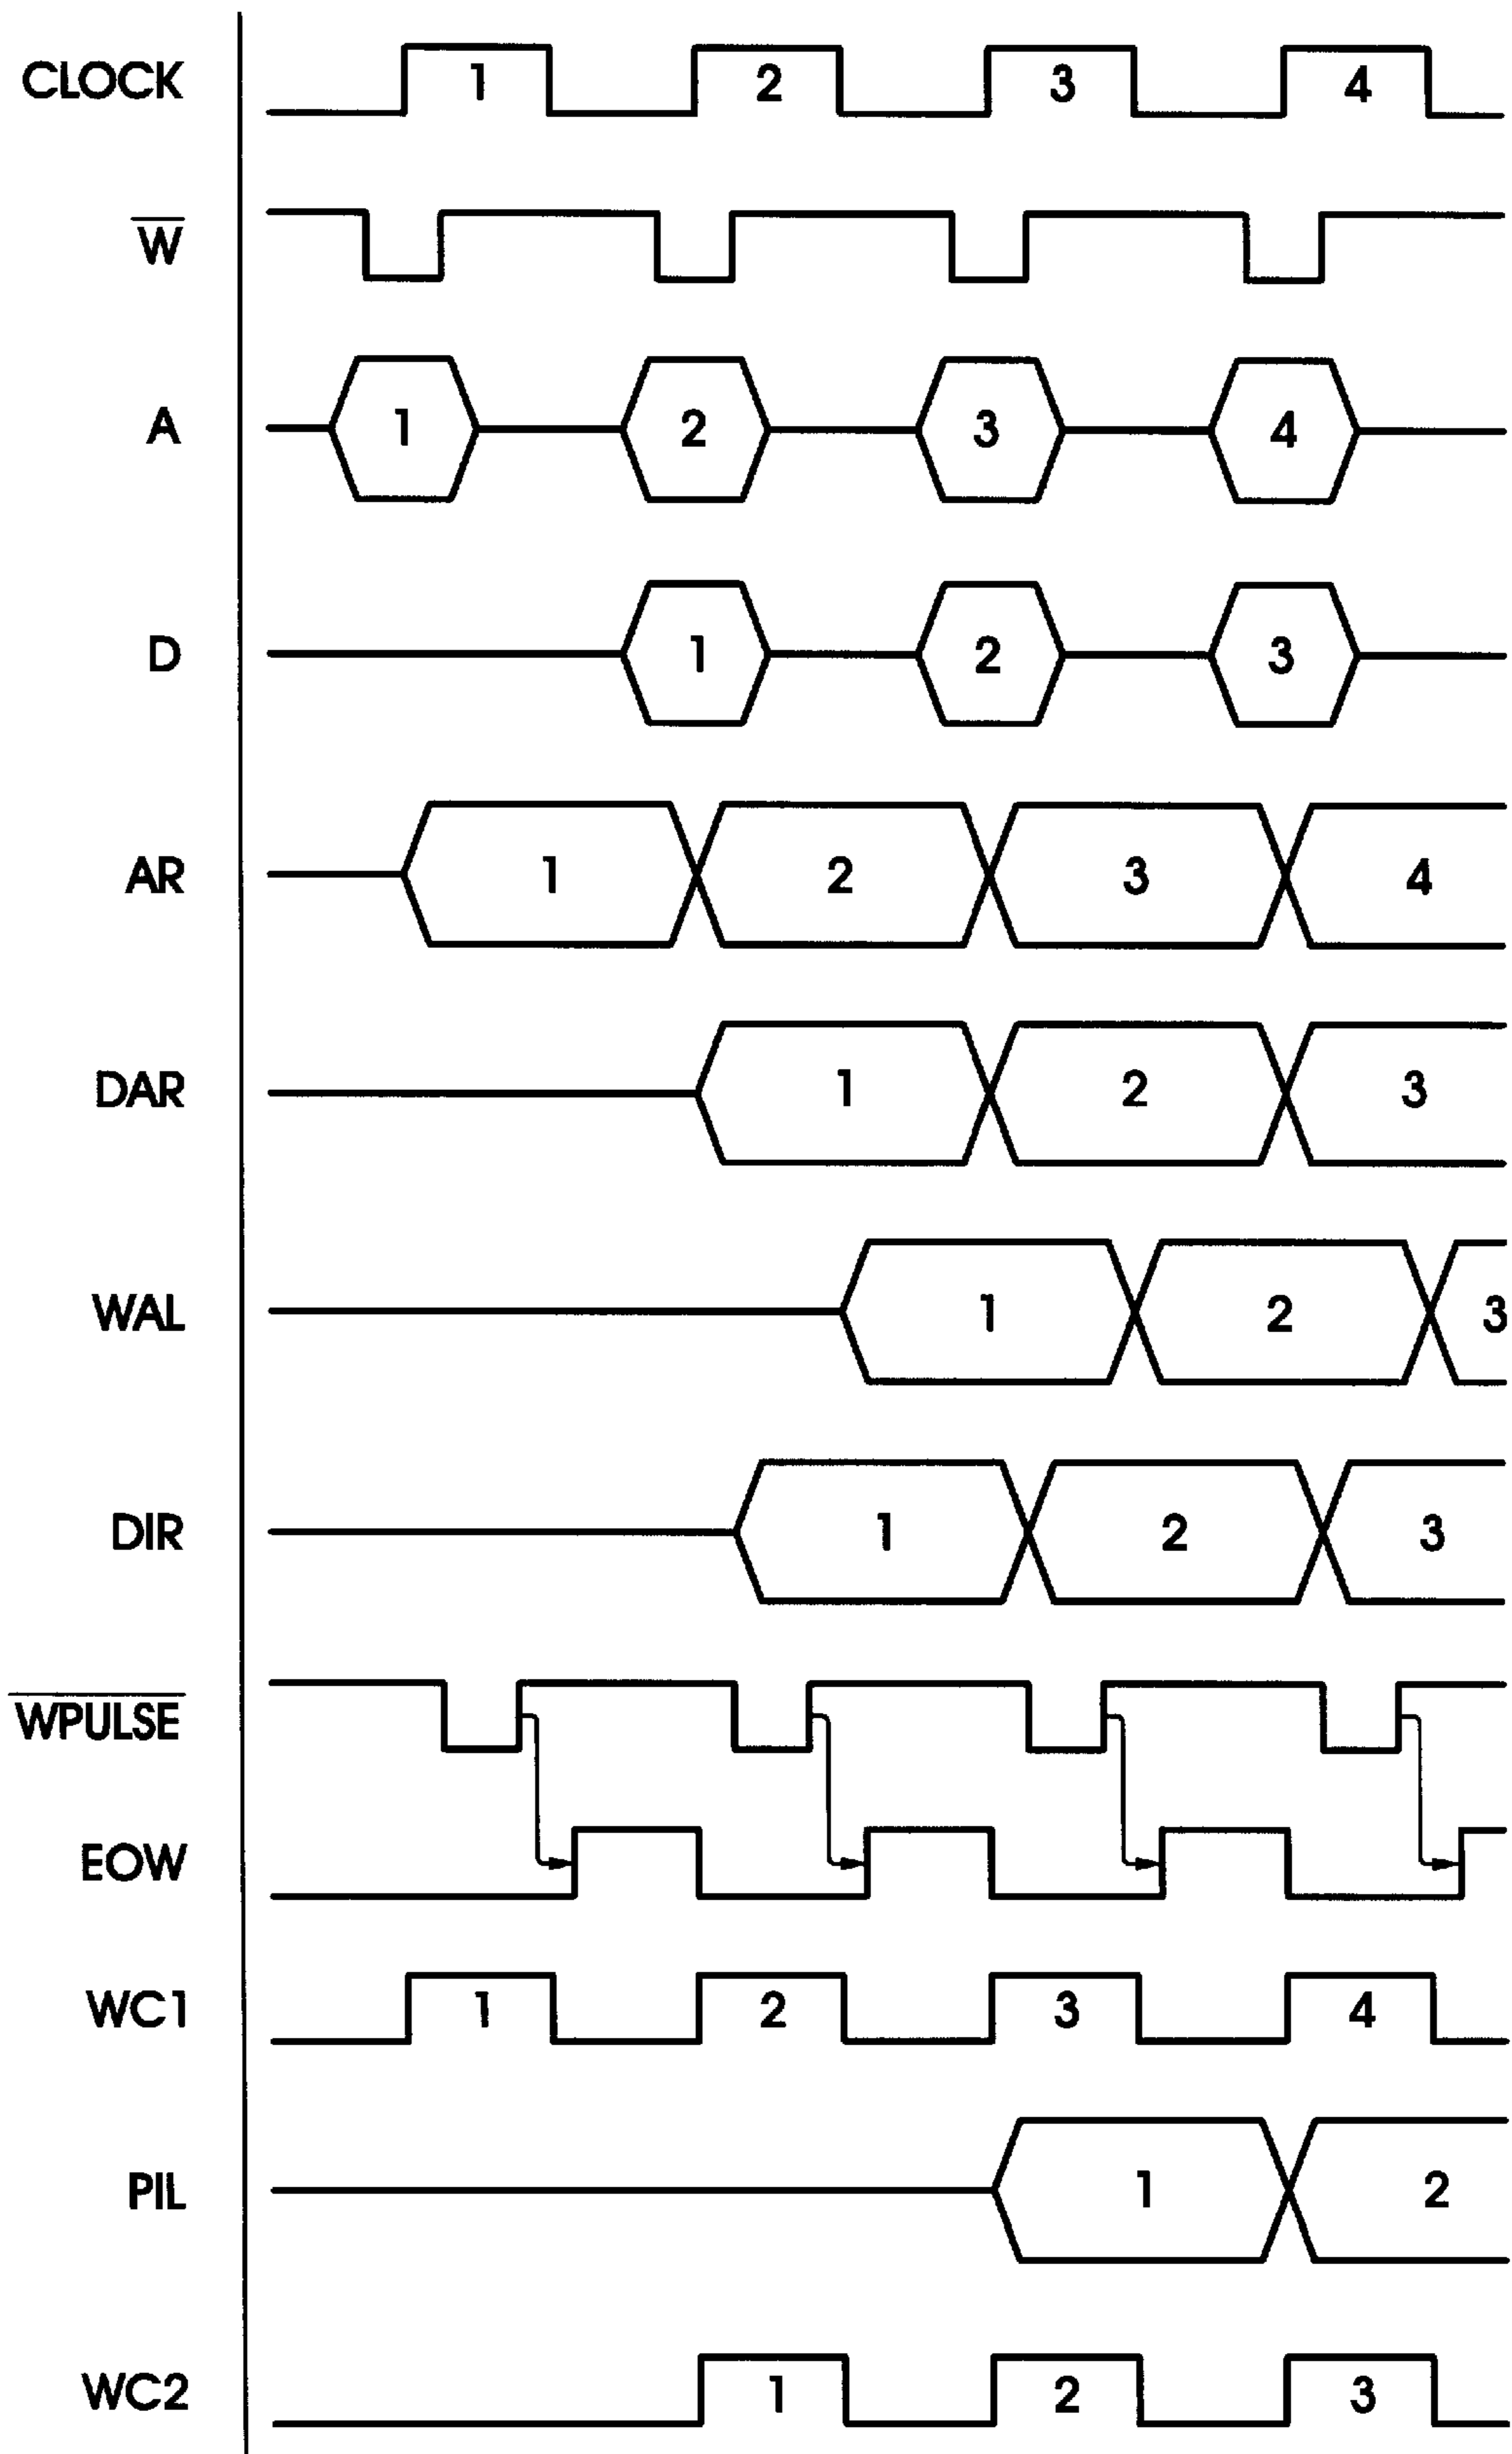 CLOCK 1 2 3 4
W̅
A 1 2 3 4
D 1 2 3
AR 1 2 3 4
DAR 1 2 3
WAL 1 2 3
DIR 1 2 3
W̅P̅U̅L̅S̅E̅
EOW
WC1 1 2 3 4
PIL 1 2
WC2 1 2 3